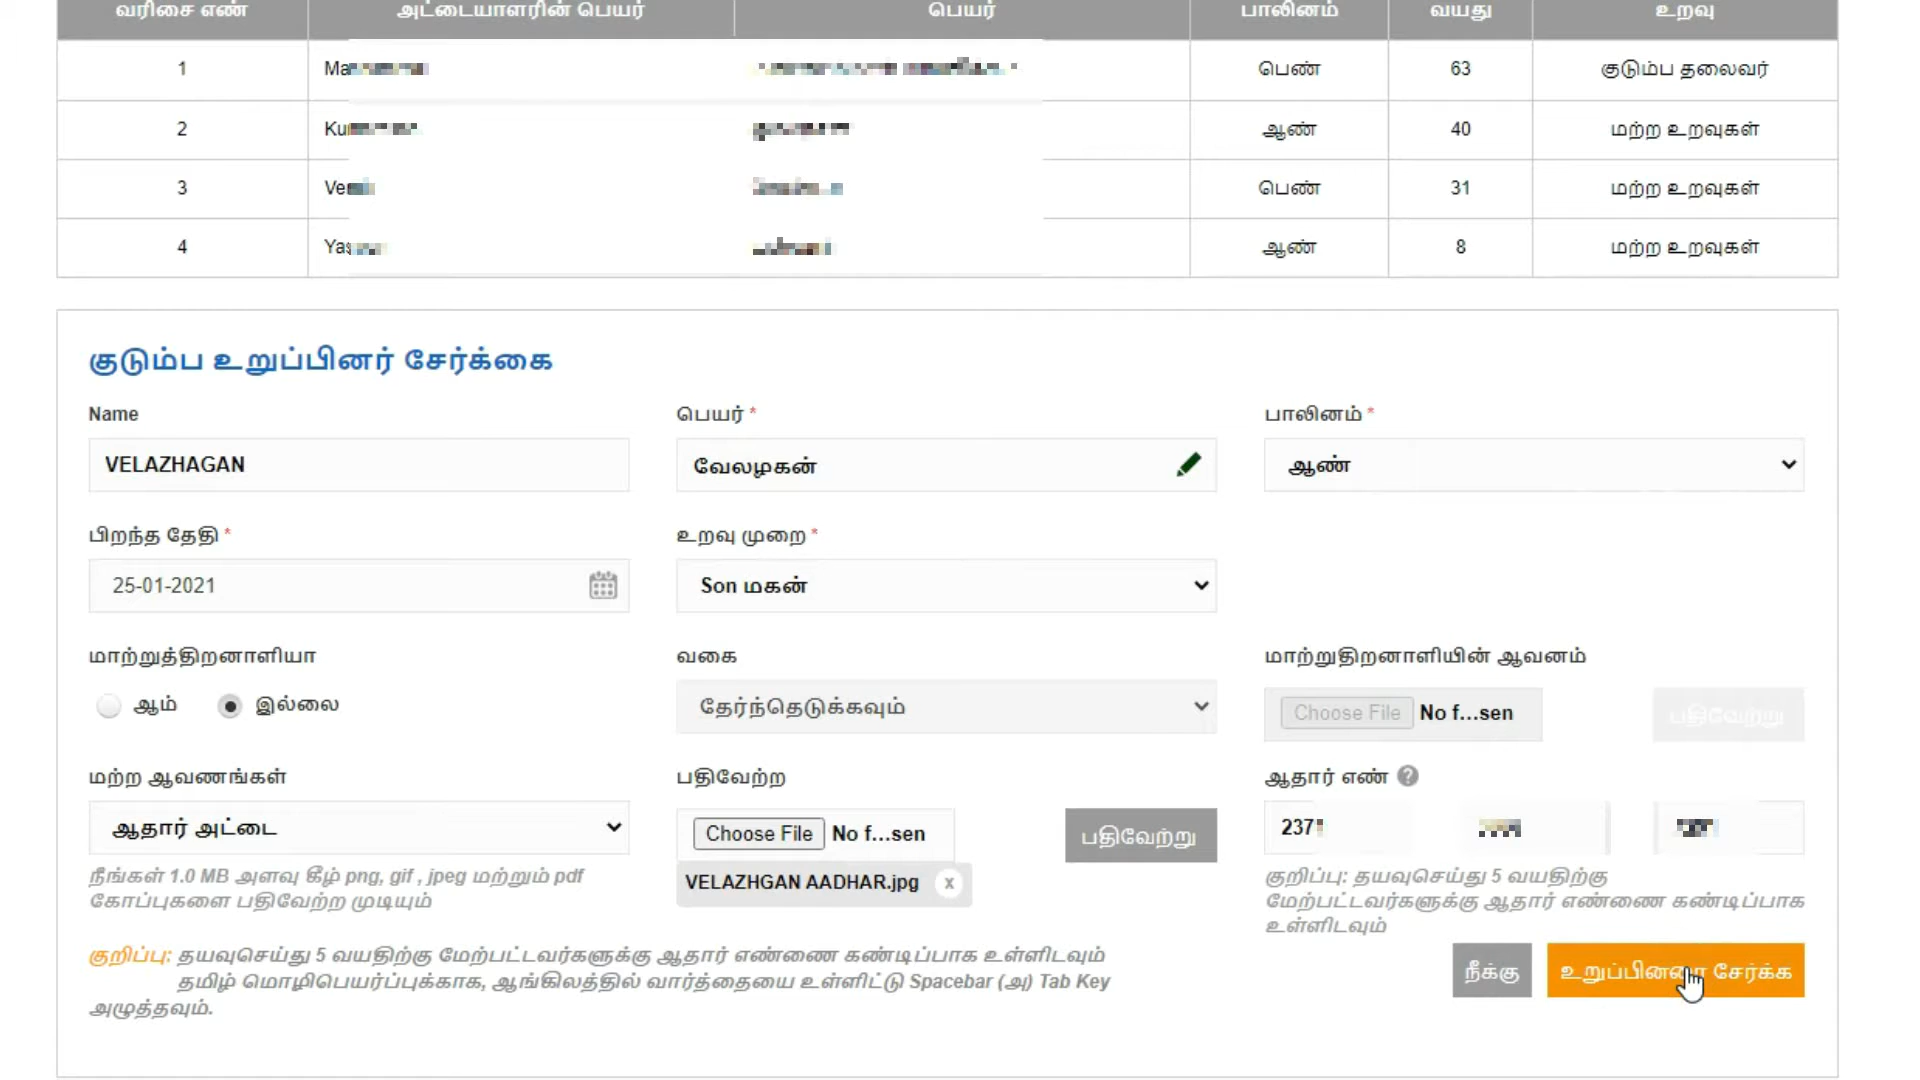 வரிசை எண் அட்டையாளரின் பெயர் பெயர் பாலினம் வயது உறவு
1 பெண் 63 குடும்ப தலைவர்
2 ஆண் 40 மற்ற உறவுகள்
3 பெண் 31 மற்ற உறவுகள்
4 ஆண் 8 மற்ற உறவுகள்
குடும்ப உறுப்பினர் சேர்க்கை
Name பெயர் * பாலினம் *
VELAZHAGAN வேலழகன் ஆண்
பிறந்த தேதி * உறவு முறை *
25-01-2021 Son மகன்
மாற்றுத்திறனாளியா வகை மாற்றுதிறனாளியின் ஆவனம்
ஆம் இல்லை தேர்ந்தெடுக்கவும் Choose File No f...sen பதிவேற்று
மற்ற ஆவணங்கள் பதிவேற்ற ஆதார் எண் ?
ஆதார் அட்டை Choose File No f...sen பதிவேற்று
VELAZHGAN AADHAR.jpg x
நீங்கள் 1.0 MB அளவு கீழ் png, gif , jpeg மற்றும் pdf
கோப்புகளை பதிவேற்ற முடியும்
குறிப்பு: தயவுசெய்து 5 வயதிற்கு
மேற்பட்டவர்களுக்கு ஆதார் எண்ணை கண்டிப்பாக
உள்ளிடவும்
குறிப்பு: தயவுசெய்து 5 வயதிற்கு மேற்பட்டவர்களுக்கு ஆதார் எண்ணை கண்டிப்பாக உள்ளிடவும்
தமிழ் மொழிபெயர்ப்புக்காக, ஆங்கிலத்தில் வார்த்தையை உள்ளிட்டு Spacebar (அ) Tab Key
அழுத்தவும்.
நீக்கு உறுப்பினரை சேர்க்க